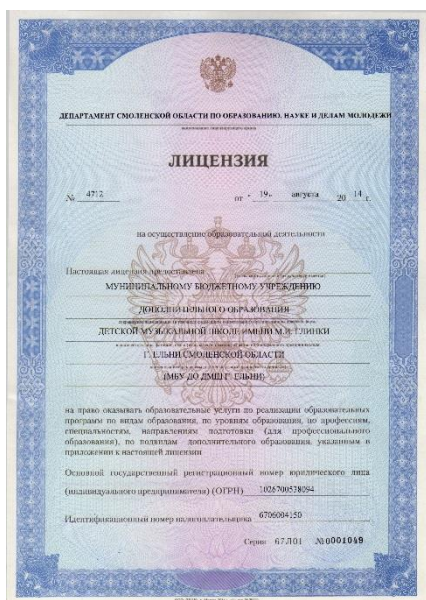 ДЕПАРТАМЕНТ СМОЛЕНСКОЙ ОБЛАСТИ ПО ОБРАЗОВАНИЮ, НАУКЕ И ДЕЛАМ МОЛОДЕЖИ
наименование лицензирующего органа
ЛИЦЕНЗИЯ
№ 4712 от « 19» августа 20 14 г.
на осуществление образовательной деятельности
Настоящая лицензия предоставлена
МУНИЦИПАЛЬНОМУ БЮДЖЕТНОМУ УЧРЕЖДЕНИЮ
ДОПОЛНИТЕЛЬНОГО ОБРАЗОВАНИЯ
ДЕТСКОЙ МУЗЫКАЛЬНОЙ ШКОЛЕ ИМЕНИ М.И. ГЛИНКИ
Г. ЕЛЬНИ СМОЛЕНСКОЙ ОБЛАСТИ
(МБУ ДО ДМШ Г. ЕЛЬНИ)
на право оказывать образовательные услуги по реализации образовательных
программ по видам образования, по уровням образования, по профессиям,
специальностям, направлениям подготовки (для профессионального
образования), по подвидам дополнительного образования, указанным в
приложении к настоящей лицензии
Основной государственный регистрационный номер юридического лица
(индивидуального предпринимателя) (ОГРН) 1026700538094
Идентификационный номер налогоплательщика 6706004150
Серия 67Л01 №0001049